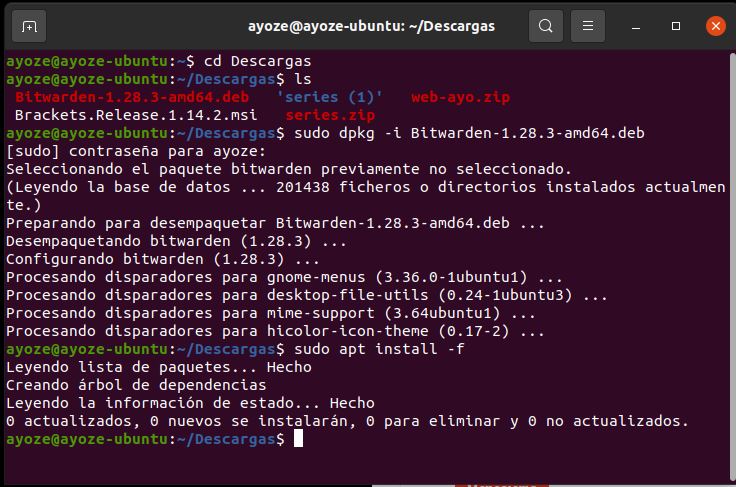 ayoze@ayoze-ubuntu: ~/Descargas
ayoze@ayoze-ubuntu:~$ cd Descargas
ayoze@ayoze-ubuntu:~/Descargas$ ls
Bitwarden-1.28.3-amd64.deb 'series (1)' web-ayo.zip
Brackets.Release.1.14.2.msi series.zip
ayoze@ayoze-ubuntu:~/Descargas$ sudo dpkg -i Bitwarden-1.28.3-amd64.deb
[sudo] contraseña para ayoze:
Seleccionando el paquete bitwarden previamente no seleccionado.
(Leyendo la base de datos ... 201438 ficheros o directorios instalados actualmen
te.)
Preparando para desempaquetar Bitwarden-1.28.3-amd64.deb ...
Desempaquetando bitwarden (1.28.3) ...
Configurando bitwarden (1.28.3) ...
Procesando disparadores para gnome-menus (3.36.0-1ubuntu1) ...
Procesando disparadores para desktop-file-utils (0.24-1ubuntu3) ...
Procesando disparadores para mime-support (3.64ubuntu1) ...
Procesando disparadores para hicolor-icon-theme (0.17-2) ...
ayoze@ayoze-ubuntu:~/Descargas$ sudo apt install -f
Leyendo lista de paquetes... Hecho
Creando árbol de dependencias
Leyendo la información de estado... Hecho
0 actualizados, 0 nuevos se instalarán, 0 para eliminar y 0 no actualizados.
ayoze@ayoze-ubuntu:~/Descargas$